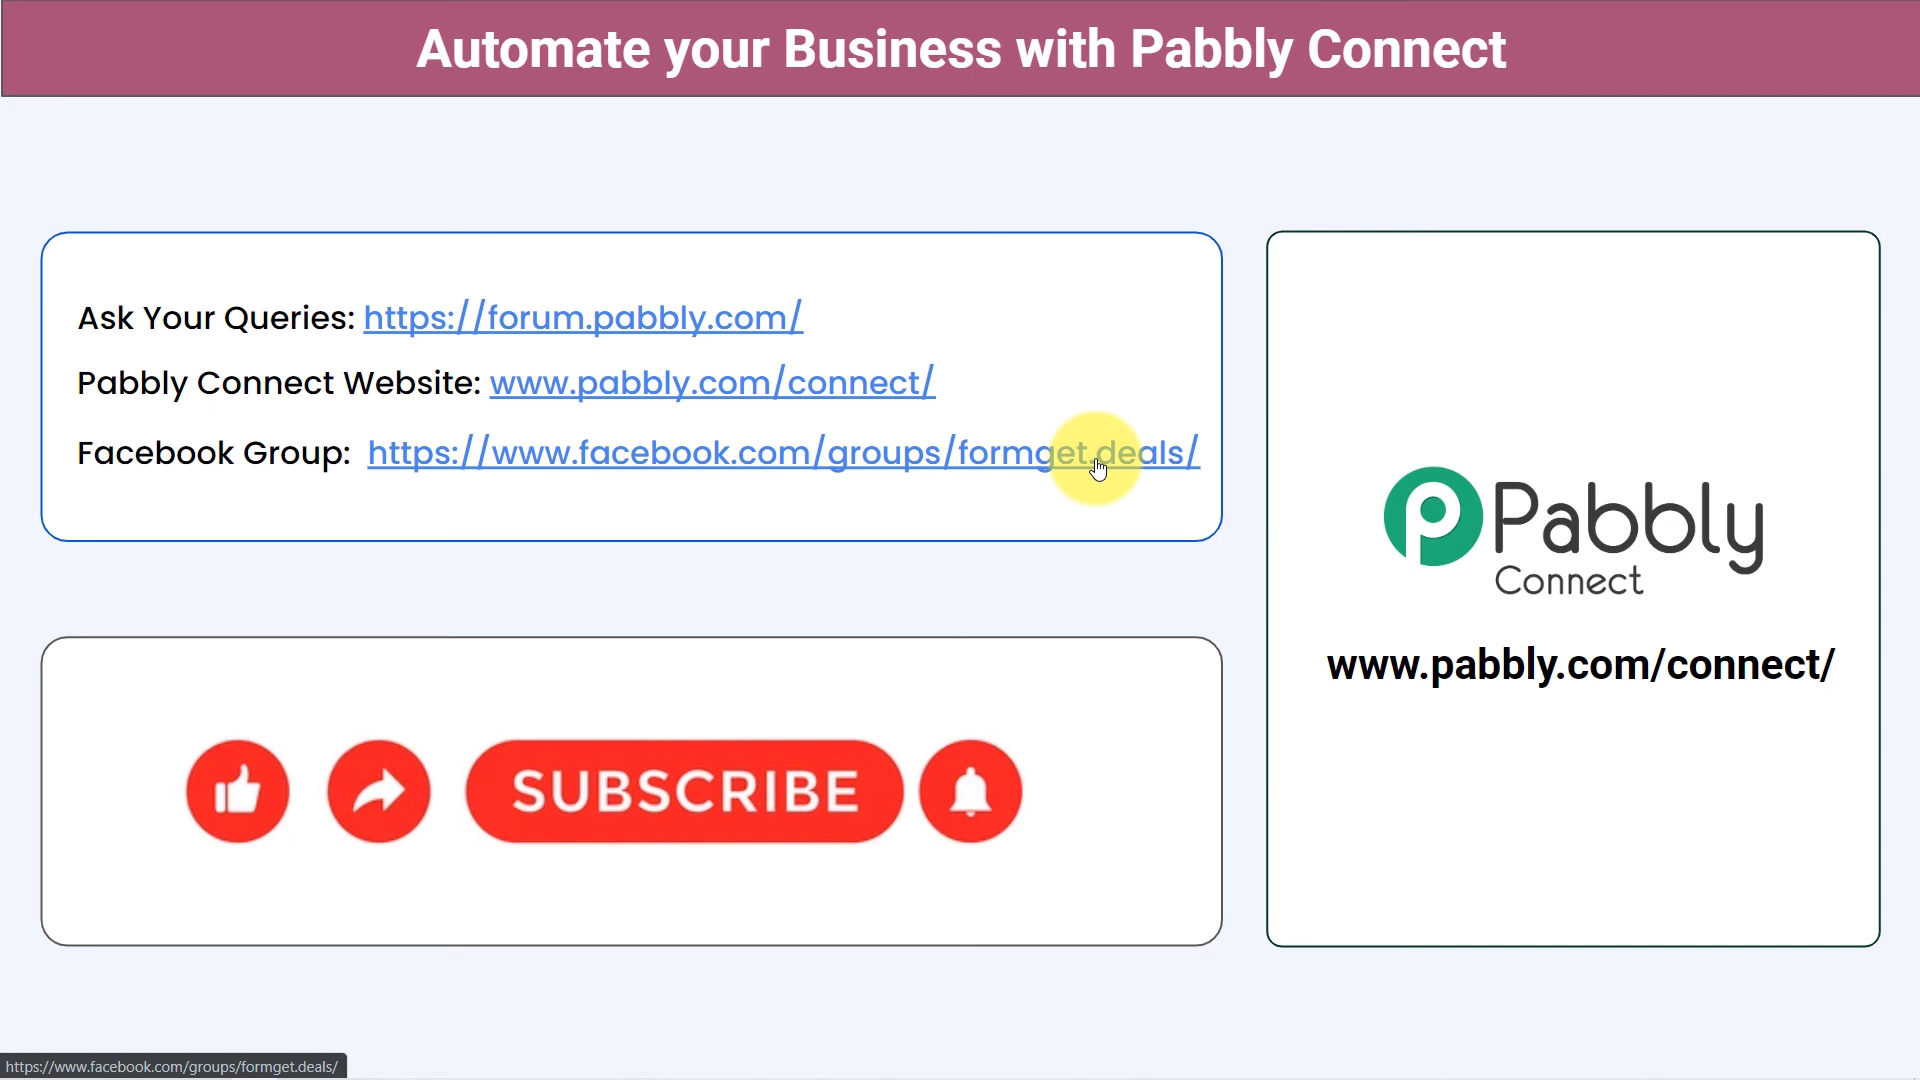 Automate your Business with Pabbly Connect
Ask Your Queries: https://forum.pabbly.com/
Pabbly Connect Website: www.pabbly.com/connect/
Facebook Group: https://www.facebook.com/groups/formget.deals/
Pabbly
Connect
www.pabbly.com/connect/
SUBSCRIBE
https://www.facebook.com/groups/formget.deals/